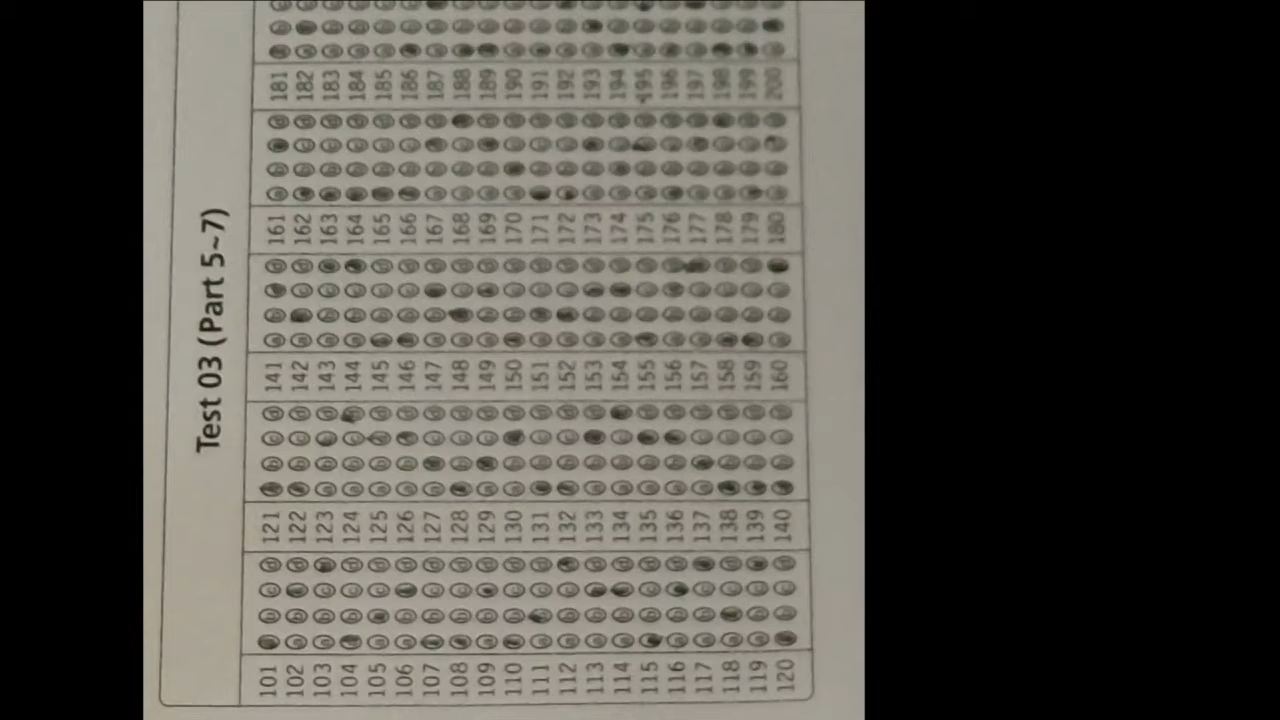 Test 03 (Part 5~7)
101 ⓐ ⓑ ⓒ ⓓ 121 ⓐ ⓑ ⓒ ⓓ 141 ⓐ ⓑ ⓒ ⓓ 161 ⓐ ⓑ ⓒ ⓓ 181 ⓐ ⓑ ⓒ
102 ⓐ ⓑ ⓒ ⓓ 122 ⓐ ⓑ ⓒ ⓓ 142 ⓐ ⓑ ⓒ ⓓ 162 ⓐ ⓑ ⓒ ⓓ 182 ⓐ ⓑ ⓒ
103 ⓐ ⓑ ⓒ ⓓ 123 ⓐ ⓑ ⓒ ⓓ 143 ⓐ ⓑ ⓒ ⓓ 163 ⓐ ⓑ ⓒ ⓓ 183 ⓐ ⓑ ⓒ
104 ⓐ ⓑ ⓒ ⓓ 124 ⓐ ⓑ ⓒ ⓓ 144 ⓐ ⓑ ⓒ ⓓ 164 ⓐ ⓑ ⓒ ⓓ 184 ⓐ ⓑ ⓒ
105 ⓐ ⓑ ⓒ ⓓ 125 ⓐ ⓑ ⓒ ⓓ 145 ⓐ ⓑ ⓒ ⓓ 165 ⓐ ⓑ ⓒ ⓓ 185 ⓐ ⓑ ⓒ
106 ⓐ ⓑ ⓒ ⓓ 126 ⓐ ⓑ ⓒ ⓓ 146 ⓐ ⓑ ⓒ ⓓ 166 ⓐ ⓑ ⓒ ⓓ 186 ⓐ ⓑ ⓒ
107 ⓐ ⓑ ⓒ ⓓ 127 ⓐ ⓑ ⓒ ⓓ 147 ⓐ ⓑ ⓒ ⓓ 167 ⓐ ⓑ ⓒ ⓓ 187 ⓐ ⓑ ⓒ
108 ⓐ ⓑ ⓒ ⓓ 128 ⓐ ⓑ ⓒ ⓓ 148 ⓐ ⓑ ⓒ ⓓ 168 ⓐ ⓑ ⓒ ⓓ 188 ⓐ ⓑ ⓒ
109 ⓐ ⓑ ⓒ ⓓ 129 ⓐ ⓑ ⓒ ⓓ 149 ⓐ ⓑ ⓒ ⓓ 169 ⓐ ⓑ ⓒ ⓓ 189 ⓐ ⓑ ⓒ
110 ⓐ ⓑ ⓒ ⓓ 130 ⓐ ⓑ ⓒ ⓓ 150 ⓐ ⓑ ⓒ ⓓ 170 ⓐ ⓑ ⓒ ⓓ 190 ⓐ ⓑ ⓒ
111 ⓐ ⓑ ⓒ ⓓ 131 ⓐ ⓑ ⓒ ⓓ 151 ⓐ ⓑ ⓒ ⓓ 171 ⓐ ⓑ ⓒ ⓓ 191 ⓐ ⓑ ⓒ
112 ⓐ ⓑ ⓒ ⓓ 132 ⓐ ⓑ ⓒ ⓓ 152 ⓐ ⓑ ⓒ ⓓ 172 ⓐ ⓑ ⓒ ⓓ 192 ⓐ ⓑ ⓒ
113 ⓐ ⓑ ⓒ ⓓ 133 ⓐ ⓑ ⓒ ⓓ 153 ⓐ ⓑ ⓒ ⓓ 173 ⓐ ⓑ ⓒ ⓓ 193 ⓐ ⓑ ⓒ
114 ⓐ ⓑ ⓒ ⓓ 134 ⓐ ⓑ ⓒ ⓓ 154 ⓐ ⓑ ⓒ ⓓ 174 ⓐ ⓑ ⓒ ⓓ 194 ⓐ ⓑ ⓒ
115 ⓐ ⓑ ⓒ ⓓ 135 ⓐ ⓑ ⓒ ⓓ 155 ⓐ ⓑ ⓒ ⓓ 175 ⓐ ⓑ ⓒ ⓓ 195 ⓐ ⓑ ⓒ
116 ⓐ ⓑ ⓒ ⓓ 136 ⓐ ⓑ ⓒ ⓓ 156 ⓐ ⓑ ⓒ ⓓ 176 ⓐ ⓑ ⓒ ⓓ 196 ⓐ ⓑ ⓒ
117 ⓐ ⓑ ⓒ ⓓ 137 ⓐ ⓑ ⓒ ⓓ 157 ⓐ ⓑ ⓒ ⓓ 177 ⓐ ⓑ ⓒ ⓓ 197 ⓐ ⓑ ⓒ
118 ⓐ ⓑ ⓒ ⓓ 138 ⓐ ⓑ ⓒ ⓓ 158 ⓐ ⓑ ⓒ ⓓ 178 ⓐ ⓑ ⓒ ⓓ 198 ⓐ ⓑ ⓒ
119 ⓐ ⓑ ⓒ ⓓ 139 ⓐ ⓑ ⓒ ⓓ 159 ⓐ ⓑ ⓒ ⓓ 179 ⓐ ⓑ ⓒ ⓓ 199 ⓐ ⓑ ⓒ
120 ⓐ ⓑ ⓒ ⓓ 140 ⓐ ⓑ ⓒ ⓓ 160 ⓐ ⓑ ⓒ ⓓ 180 ⓐ ⓑ ⓒ ⓓ 200 ⓐ ⓑ ⓒ